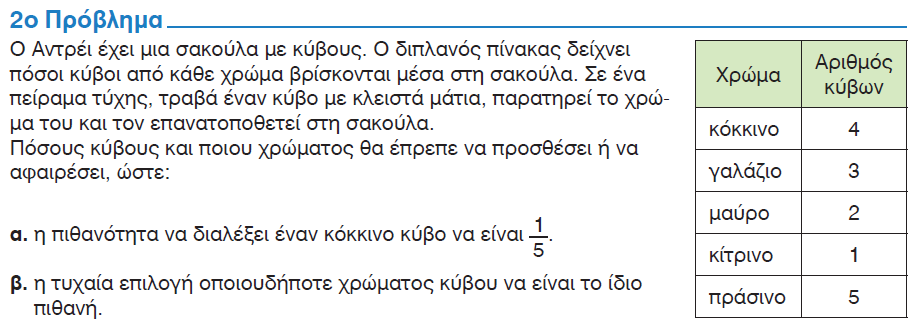 2ο Πρόβλημα
Ο Αντρέι έχει μια σακούλα με κύβους. Ο διπλανός πίνακας δείχνει
πόσοι κύβοι από κάθε χρώμα βρίσκονται μέσα στη σακούλα. Σε ένα
πείραμα τύχης, τραβά έναν κύβο με κλειστά μάτια, παρατηρεί το χρώ-
μα του και τον επανατοποθετεί στη σακούλα.
Πόσους κύβους και ποιου χρώματος θα έπρεπε να προσθέσει ή να
αφαιρέσει, ώστε:
α. η πιθανότητα να διαλέξει έναν κόκκινο κύβο να είναι 1/5.
β. η τυχαία επιλογή οποιουδήποτε χρώματος κύβου να είναι το ίδιο
πιθανή.
Χρώμα Αριθμός
κύβων
κόκκινο 4
γαλάζιο 3
μαύρο 2
κίτρινο 1
πράσινο 5